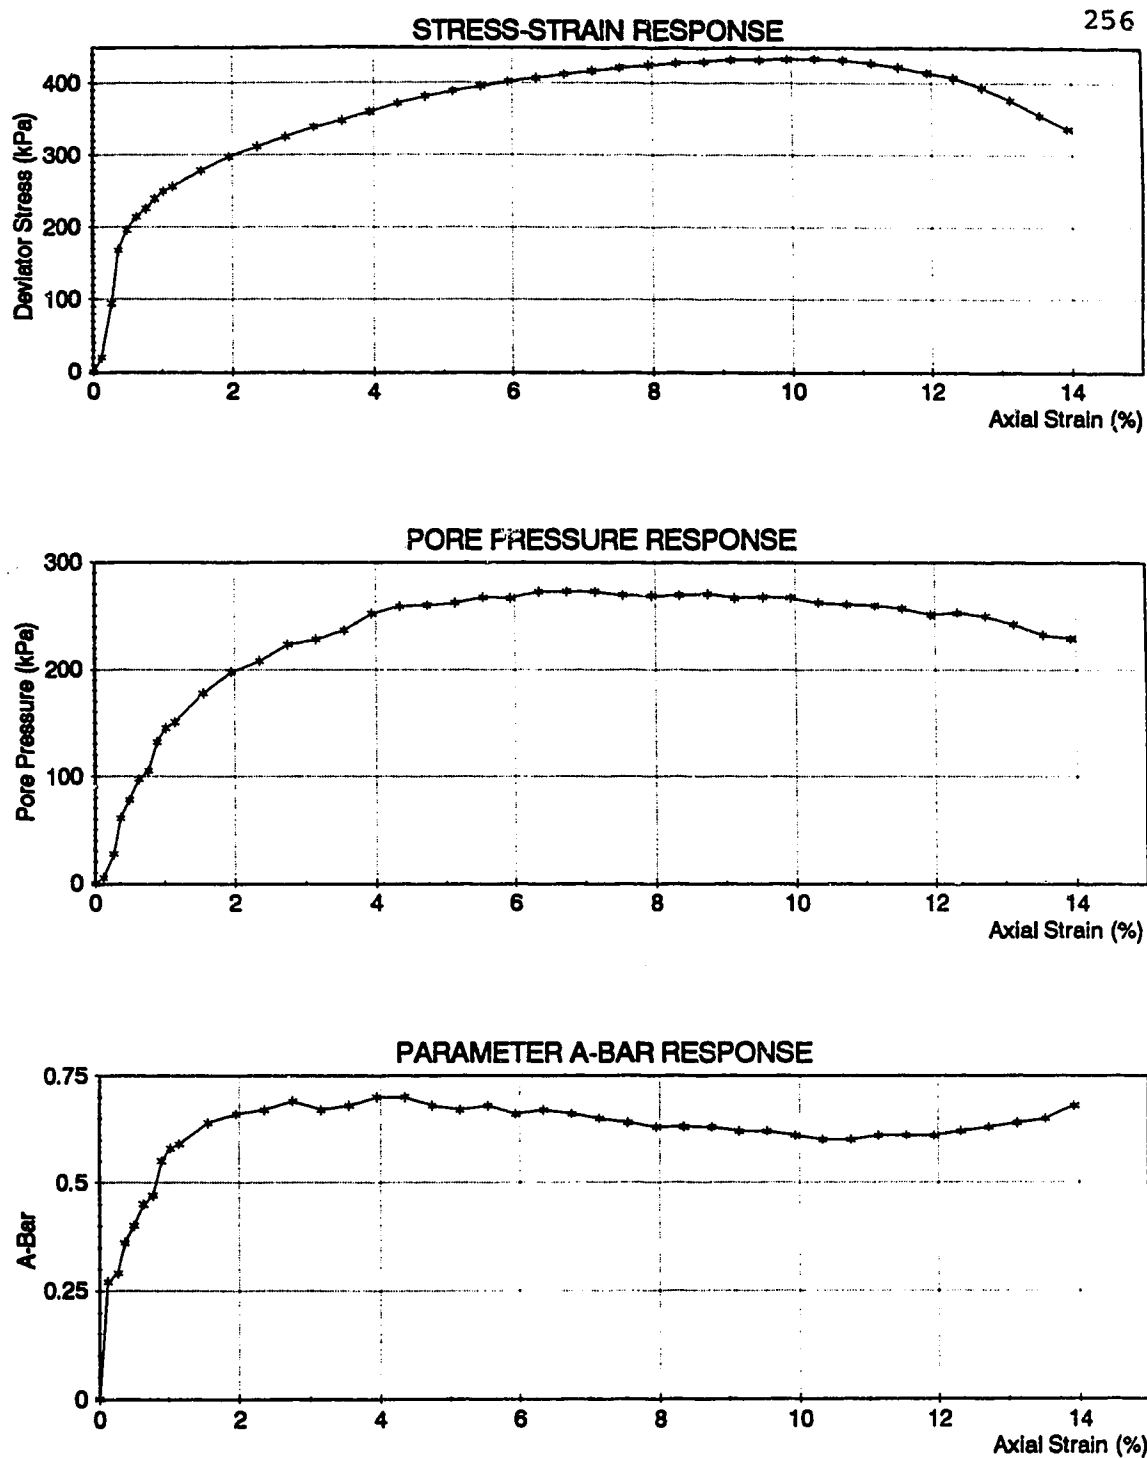 256
STRESS-STRAIN RESPONSE
Deviator Stress (kPa)
400
300
200
100
0
0 2 4 6 8 10 12 14
Axial Strain (%)
PORE PRESSURE RESPONSE
Pore Pressure (kPa)
300
200
100
0
0 2 4 6 8 10 12 14
Axial Strain (%)
PARAMETER A-BAR RESPONSE
A-Bar
0.75
0.5
0.25
0
0 2 4 6 8 10 12 14
Axial Strain (%)